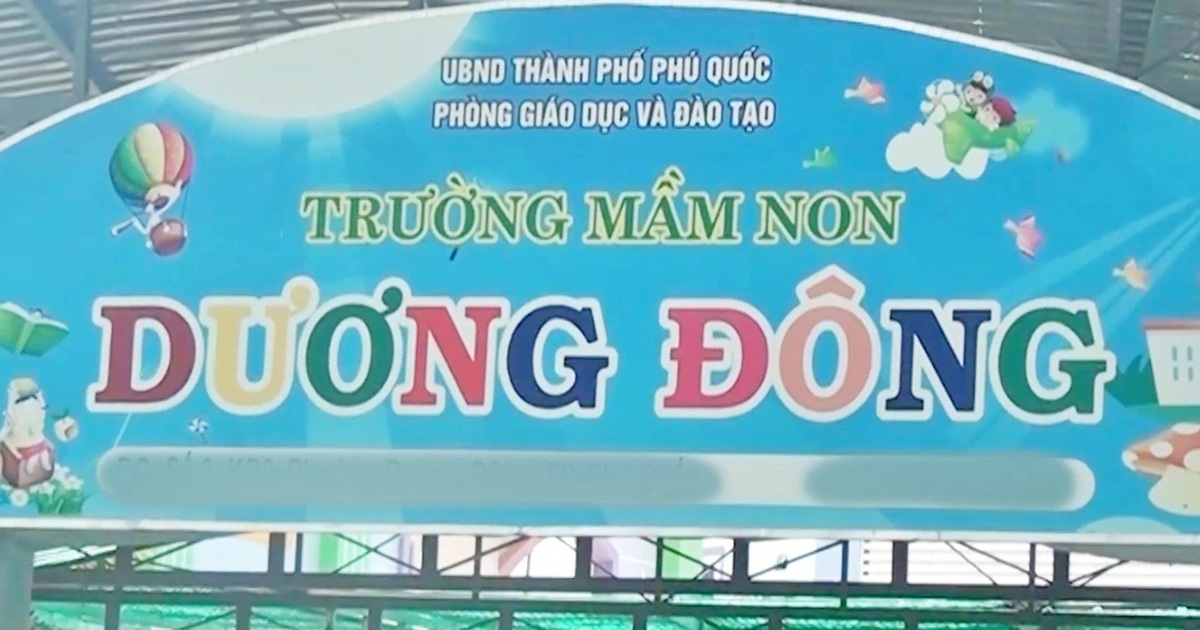 UBND THÀNH PHỐ PHÚ QUỐC
PHÒNG GIÁO DỤC VÀ ĐÀO TẠO
TRƯỜNG MẦM NON
DƯƠNG ĐÔNG